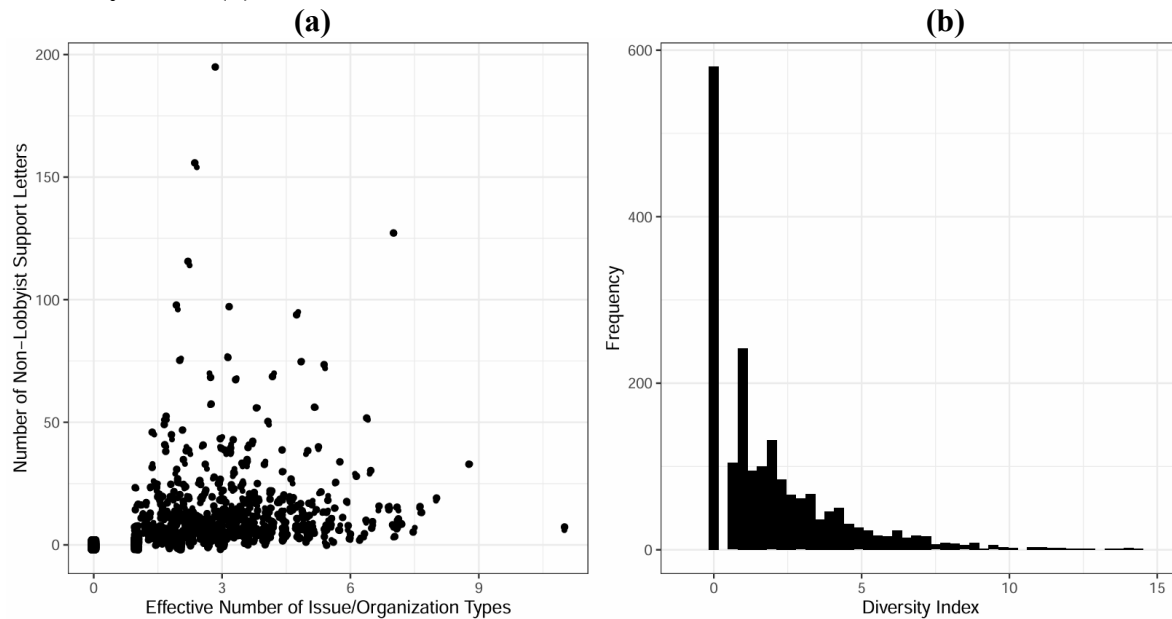 (a)
(b)
200
150
100
50
0
0
3
6
9
Number of Non−Lobbyist Support Letters
Effective Number of Issue/Organization Types
600
400
200
0
0
5
10
15
Frequency
Diversity Index